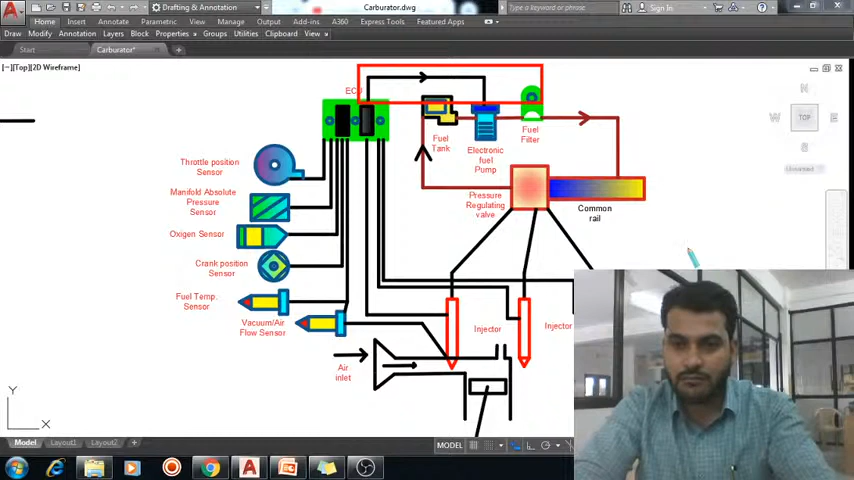 Drafting & Annotation
Carburator.dwg
Type a keyword or phrase
Sign In
Home Insert Annotate Parametric View Manage Output Add-ins A360 Express Tools Featured Apps
Draw Modify Annotation Layers Block Properties Groups Utilities Clipboard View
Start Carburator*
[−][Top][2D Wireframe]
N
W TOP E
S
Unnamed
ECU
Fuel
Tank
Electronic
fuel
Pump
Fuel
Filter
Throttle position
Sensor
Manifold Absolute
Pressure
Sensor
Oxigen Sensor
Crank position
Sensor
Fuel Temp.
Sensor
Vacuum/Air
Flow Sensor
Pressure
Regulating
valve
Common
rail
Injector
Injector
Air
inlet
Y
X
Model Layout1 Layout2 +
MODEL